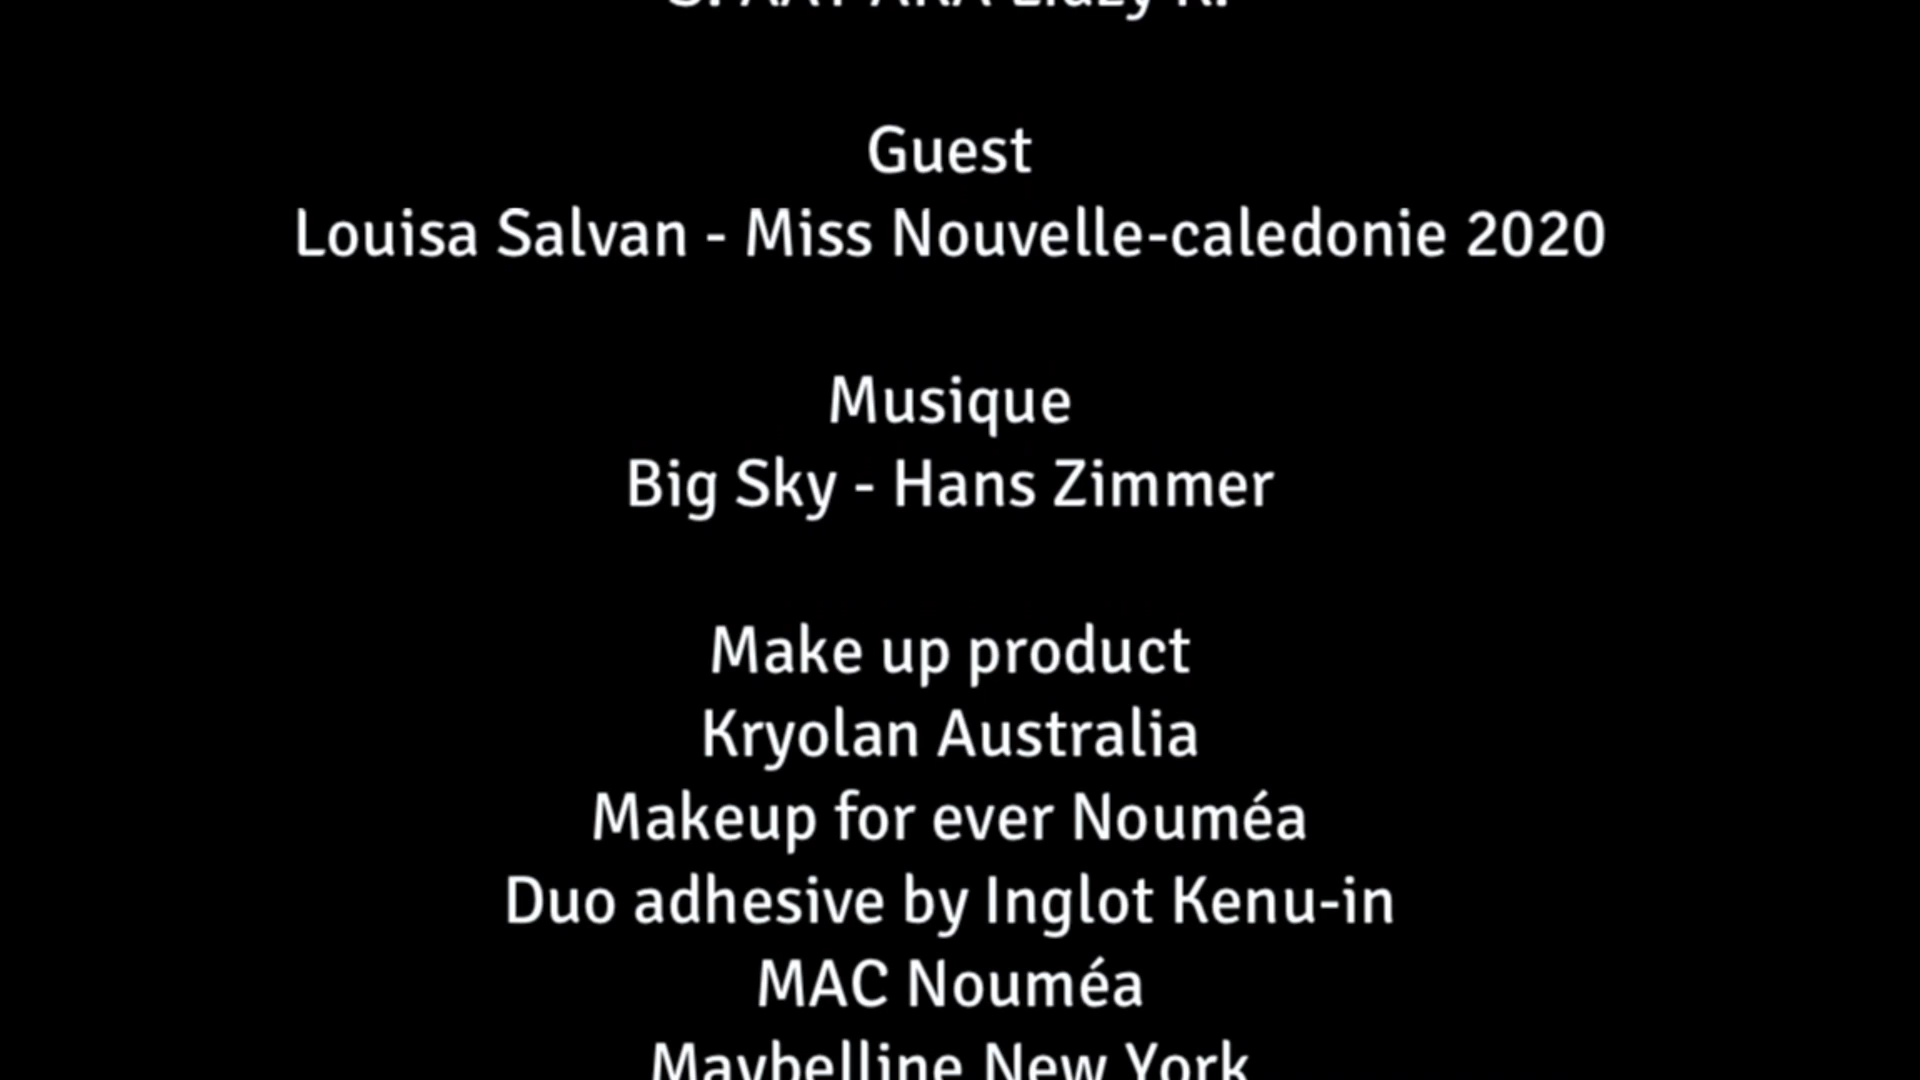 Guest
Louisa Salvan - Miss Nouvelle-caledonie 2020
Musique
Big Sky - Hans Zimmer
Make up product
Kryolan Australia
Makeup for ever Nouméa
Duo adhesive by Inglot Kenu-in
MAC Nouméa
Maybelline New York